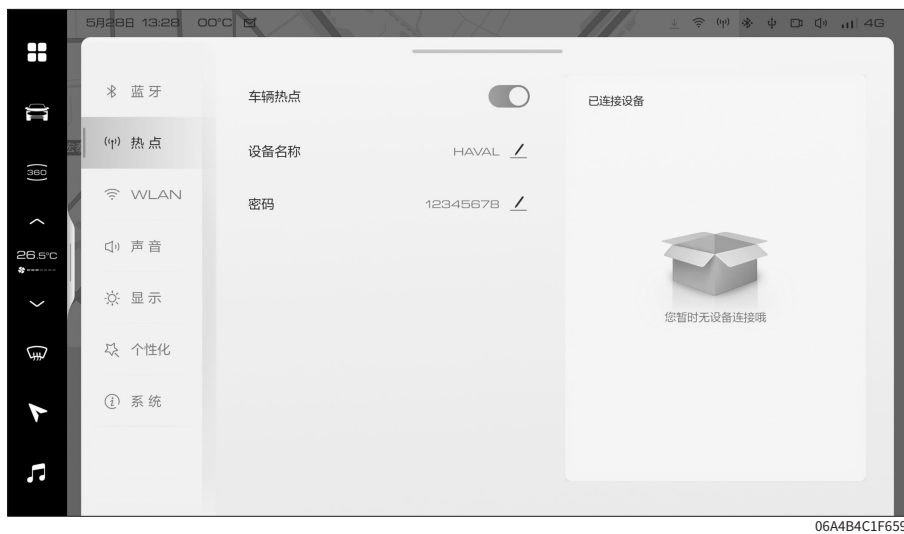 5月28日 13:28 00°C
4G
360
26.5°C
蓝牙
热点
WLAN
声音
显示
个性化
系统
车辆热点
设备名称 HAVAL
密码 12345678
已连接设备
您暂时无设备连接哦
06A4B4C1F659